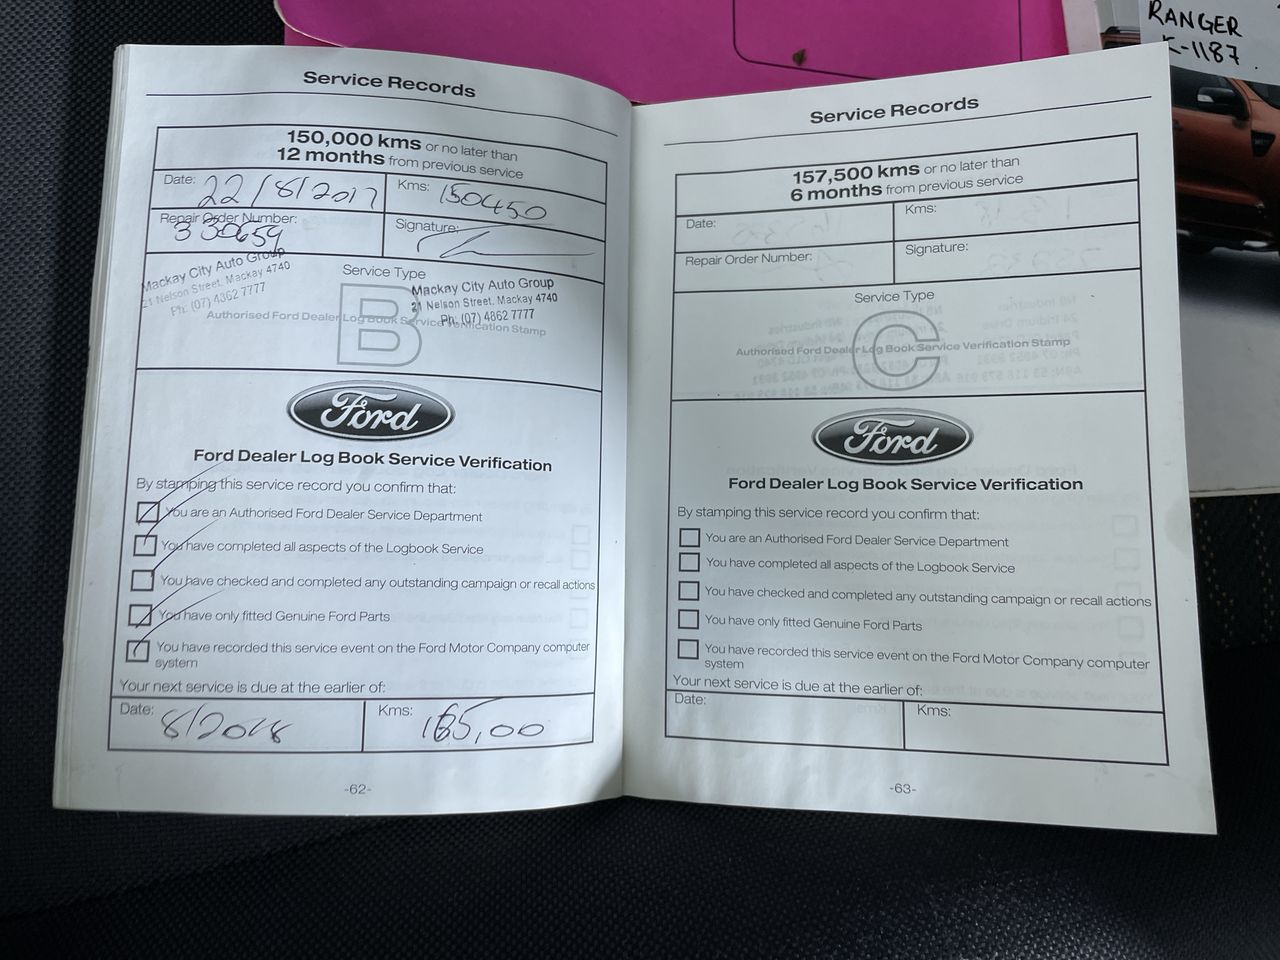 RANGER
K-1187
Service Records
150,000 kms or no later than
12 months from previous service
Date: 22/8/2017
Kms: 150450
Repair Order Number:
330659
Signature:
Mackay City Auto Group
21 Nelson Street, Mackay 4740
Ph: (07) 4362 7777
Service Type
B
Mackay City Auto Group
21 Nelson Street, Mackay 4740
Ph: (07) 4862 7777
Authorised Ford Dealer Log Book Service Verification Stamp
Ford
Ford Dealer Log Book Service Verification
By stamping this service record you confirm that:
You are an Authorised Ford Dealer Service Department
You have completed all aspects of the Logbook Service
You have checked and completed any outstanding campaign or recall actions
You have only fitted Genuine Ford Parts
You have recorded this service event on the Ford Motor Company computer
system
Your next service is due at the earlier of:
Date: 8/2018
Kms: 165,00
-62-
Service Records
157,500 kms or no later than
6 months from previous service
Date:
Kms:
Repair Order Number:
Signature:
Service Type
C
Authorised Ford Dealer Log Book Service Verification Stamp
Ford
Ford Dealer Log Book Service Verification
By stamping this service record you confirm that:
You are an Authorised Ford Dealer Service Department
You have completed all aspects of the Logbook Service
You have checked and completed any outstanding campaign or recall actions
You have only fitted Genuine Ford Parts
You have recorded this service event on the Ford Motor Company computer
system
Your next service is due at the earlier of:
Date:
Kms:
-63-